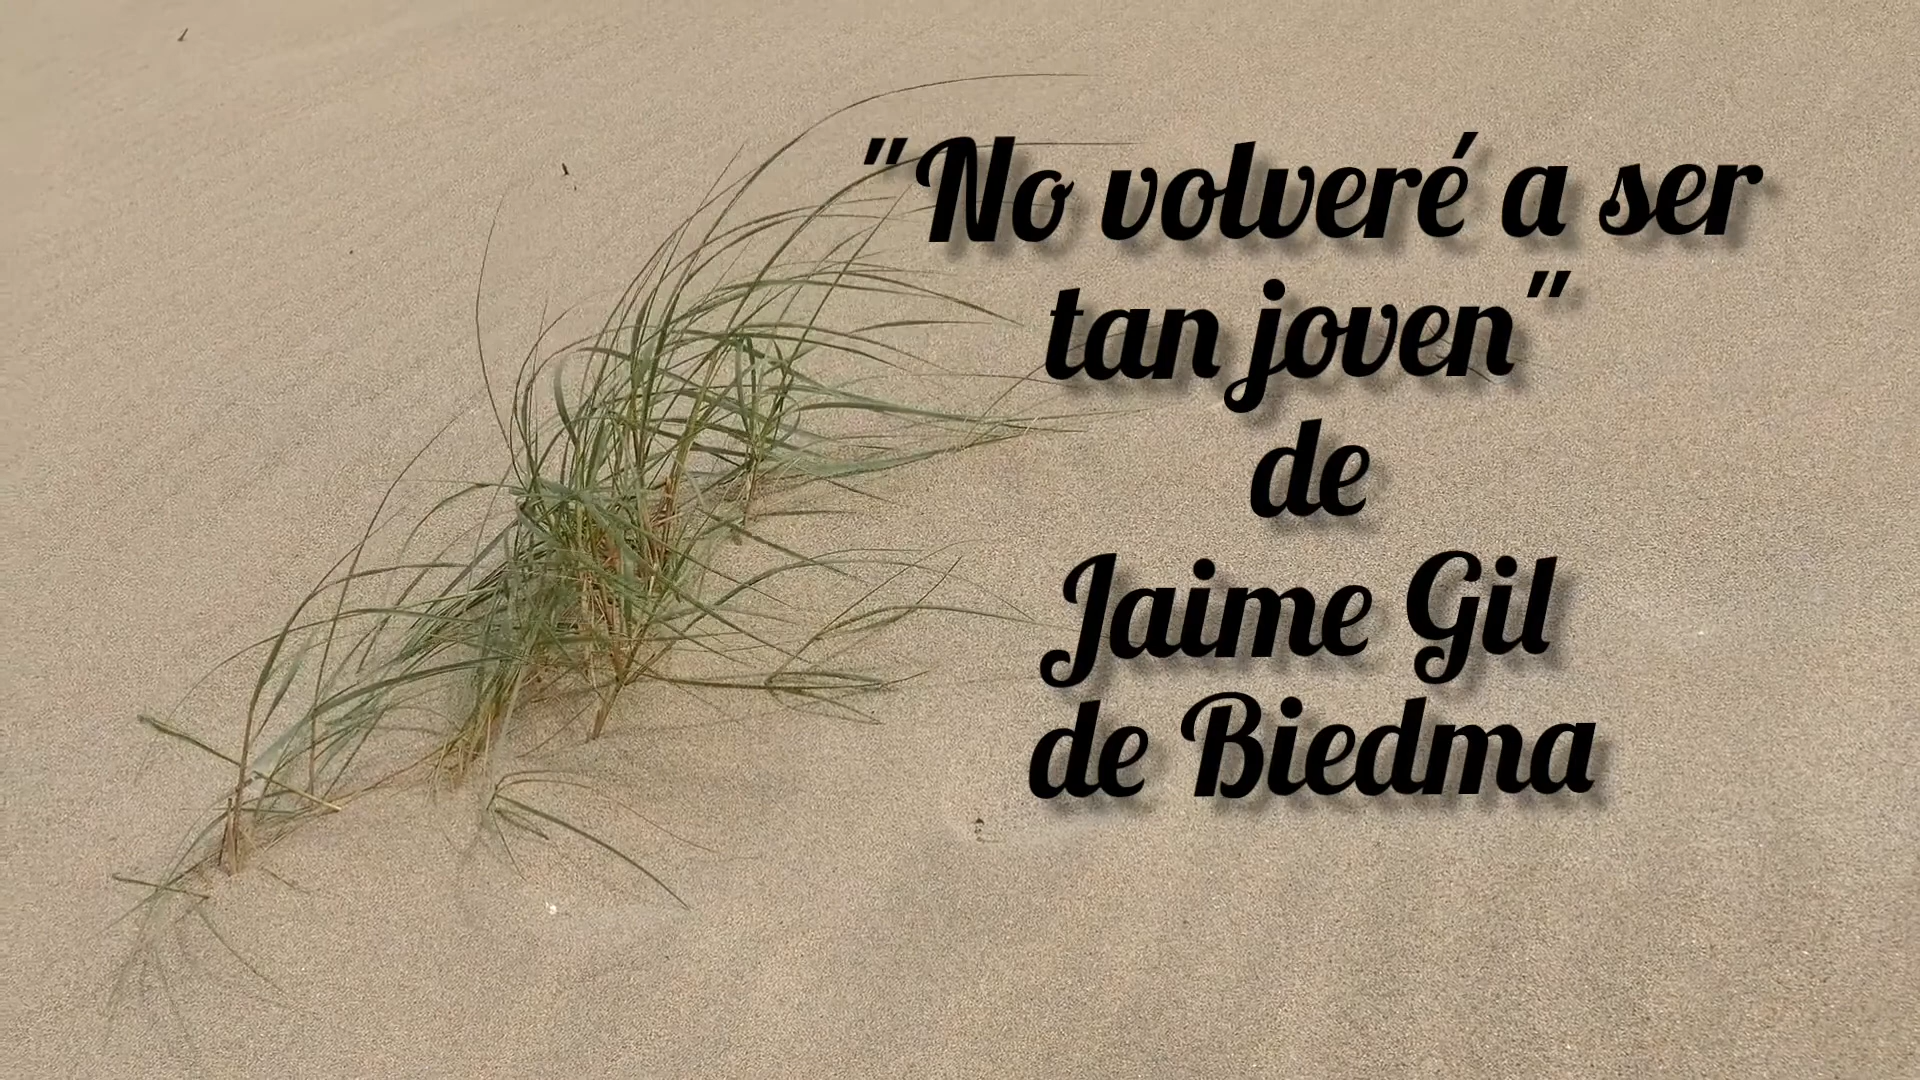 "No volveré a ser
tan joven"
de
Jaime Gil
de Biedma